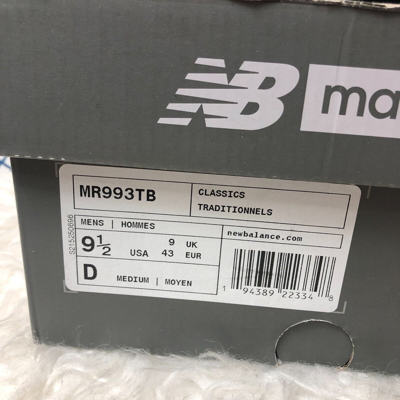 NB ma
MR993TB
CLASSICS
TRADITIONNELS
MENS | HOMMES
9½ USA
9 UK
43 EUR
D MEDIUM | MOYEN
newbalance.com
1 94389 22334 8
S215250696